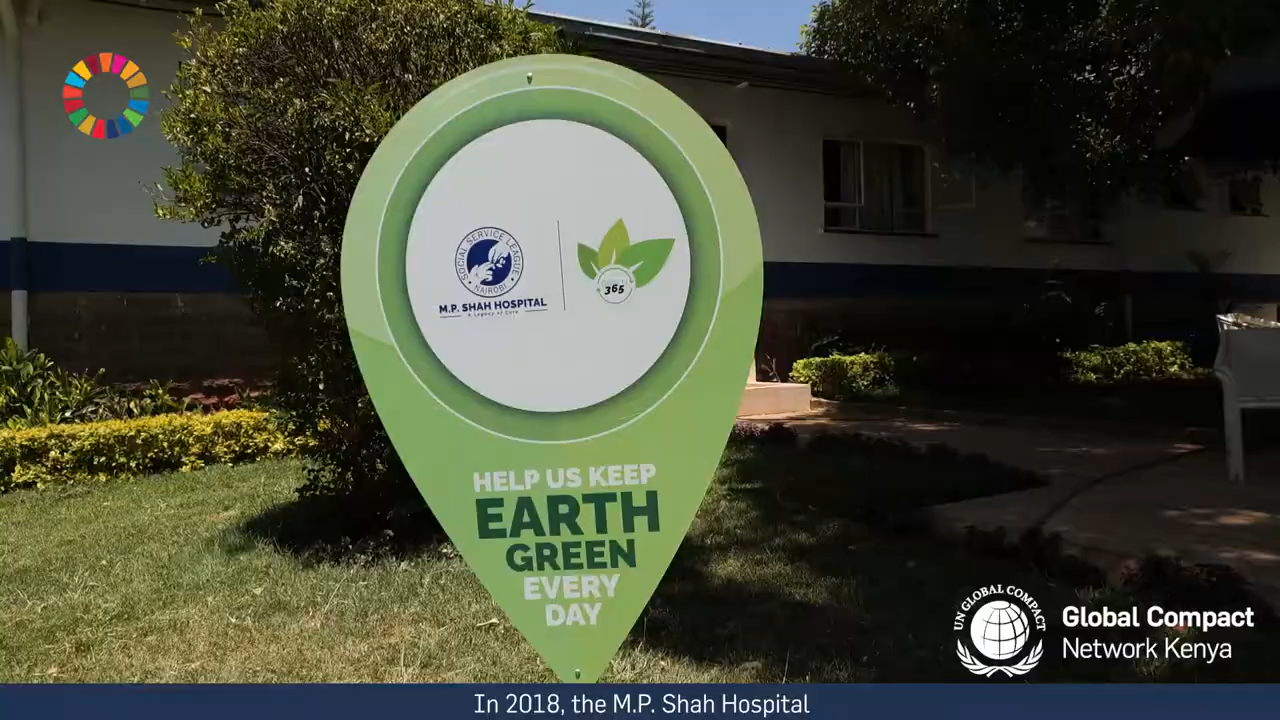 SOCIAL SERVICE LEAGUE
NAIROBI
M.P. SHAH HOSPITAL
A Legacy of Care
365
HELP US KEEP
EARTH
GREEN
EVERY
DAY
UN GLOBAL COMPACT
Global Compact
Network Kenya
In 2018, the M.P. Shah Hospital